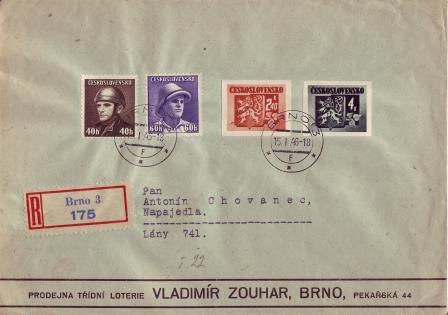 ČESKOSLOVENSKO
40h 40h
ČESKOSLOVENSKO
60h 60h
ČESKOSLOVENSKO
2.40 K
ČESKOSLOVENSKO
4 K
BRNO 3
15.I.46-18
F
R
Brno 3
175
Pan
Antonín Chovanec,
Napajedla.
Lány 741.
PRODEJNA TŘÍDNÍ LOTERIE VLADIMÍR ZOUHAR, BRNO, PEKAŘSKÁ 44